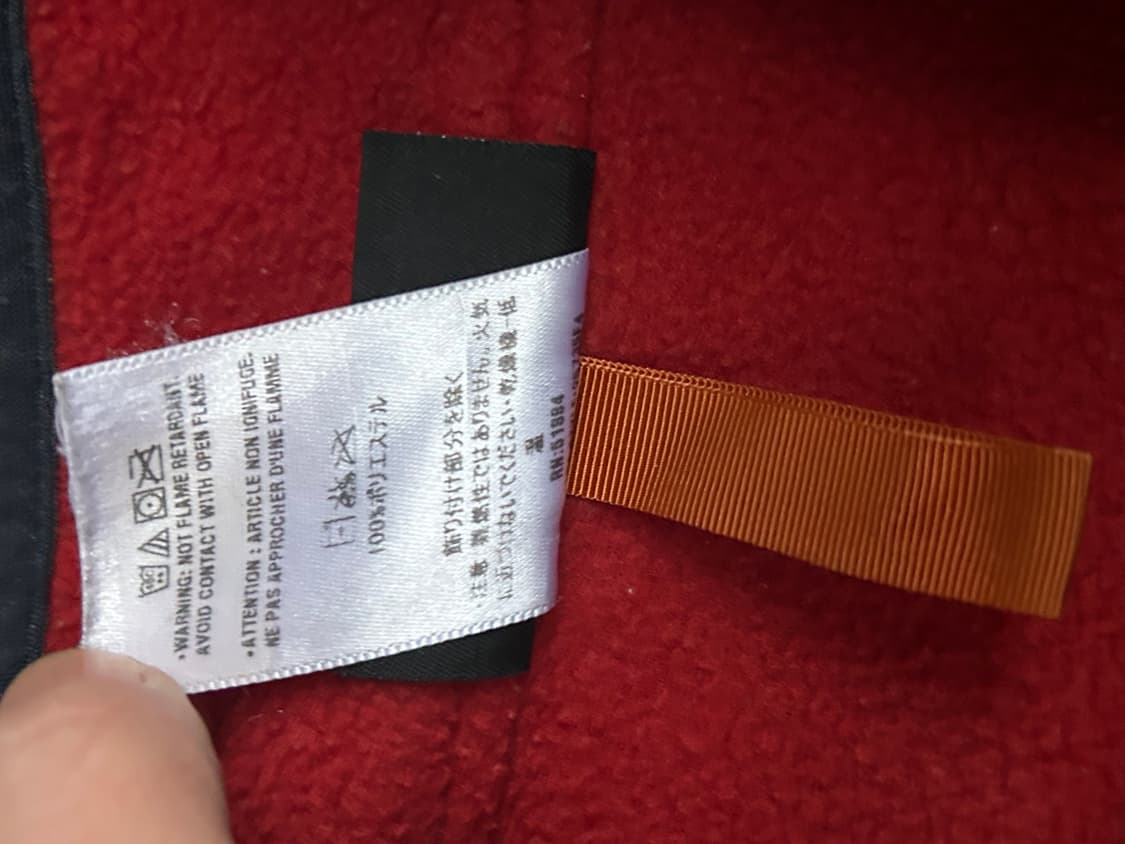 •WARNING: NOT FLAME RETARDANT.
AVOID CONTACT WITH OPEN FLAME
•ATTENTION : ARTICLE NON IGNIFUGE.
NE PAS APPROCHER D'UNE FLAMME
100%ポリエステル
飾り付け部分を除く
・注意 難燃性ではありません。火気
に近づけないでください 乾燥機 - 低
温
RN:51884